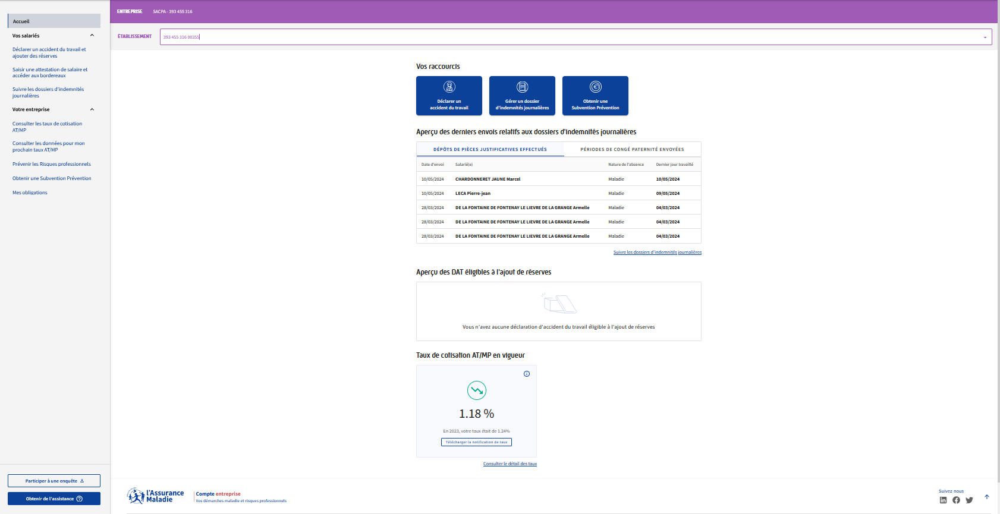 Accueil
Vos salariés
Déclarer un accident du travail et
ajouter des réserves
Saisir une attestation de salaire et
accéder aux bordereaux
Suivre les dossiers d'indemnités
journalières
Votre entreprise
Consulter les taux de cotisation
AT/MP
Consulter les données pour mon
prochain taux AT/MP
Prévenir les Risques professionnels
Obtenir une Subvention Prévention
Mes obligations
Participer à une enquête
Obtenir de l'assistance
ENTREPRISE SACPA - 393 455 316
ÉTABLISSEMENT 393 455 316 00355
Vos raccourcis
Déclarer un
accident du travail
Gérer un dossier
d'indemnités journalières
Obtenir une
Subvention Prévention
Aperçu des derniers envois relatifs aux dossiers d'indemnités journalières
DÉPÔTS DE PIÈCES JUSTIFICATIVES EFFECTUÉS PÉRIODES DE CONGÉ PATERNITÉ ENVOYÉES
Date d'envoi Salarié(e) Nature de l'absence Dernier jour travaillé
10/05/2024 CHARDONNERET JAUNE Marcel Maladie 10/05/2024
10/05/2024 LECA Pierre-jean Maladie 09/05/2024
28/03/2024 DE LA FONTAINE DE FONTENAY LE LIEVRE DE LA GRANGE Armelle Maladie 04/03/2024
28/03/2024 DE LA FONTAINE DE FONTENAY LE LIEVRE DE LA GRANGE Armelle Maladie 04/03/2024
28/03/2024 DE LA FONTAINE DE FONTENAY LE LIEVRE DE LA GRANGE Armelle Maladie 04/03/2024
Suivre les dossiers d'indemnités journalières
Aperçu des DAT éligibles à l'ajout de réserves
Vous n'avez aucune déclaration d'accident du travail éligible à l'ajout de réserves
Taux de cotisation AT/MP en vigueur
1.18 %
En 2023, votre taux était de 1.24%
Télécharger la notification de taux
Consulter le détail des taux
l'Assurance
Maladie
Compte entreprise
Vos démarches maladie et risques professionnels
Suivez-nous